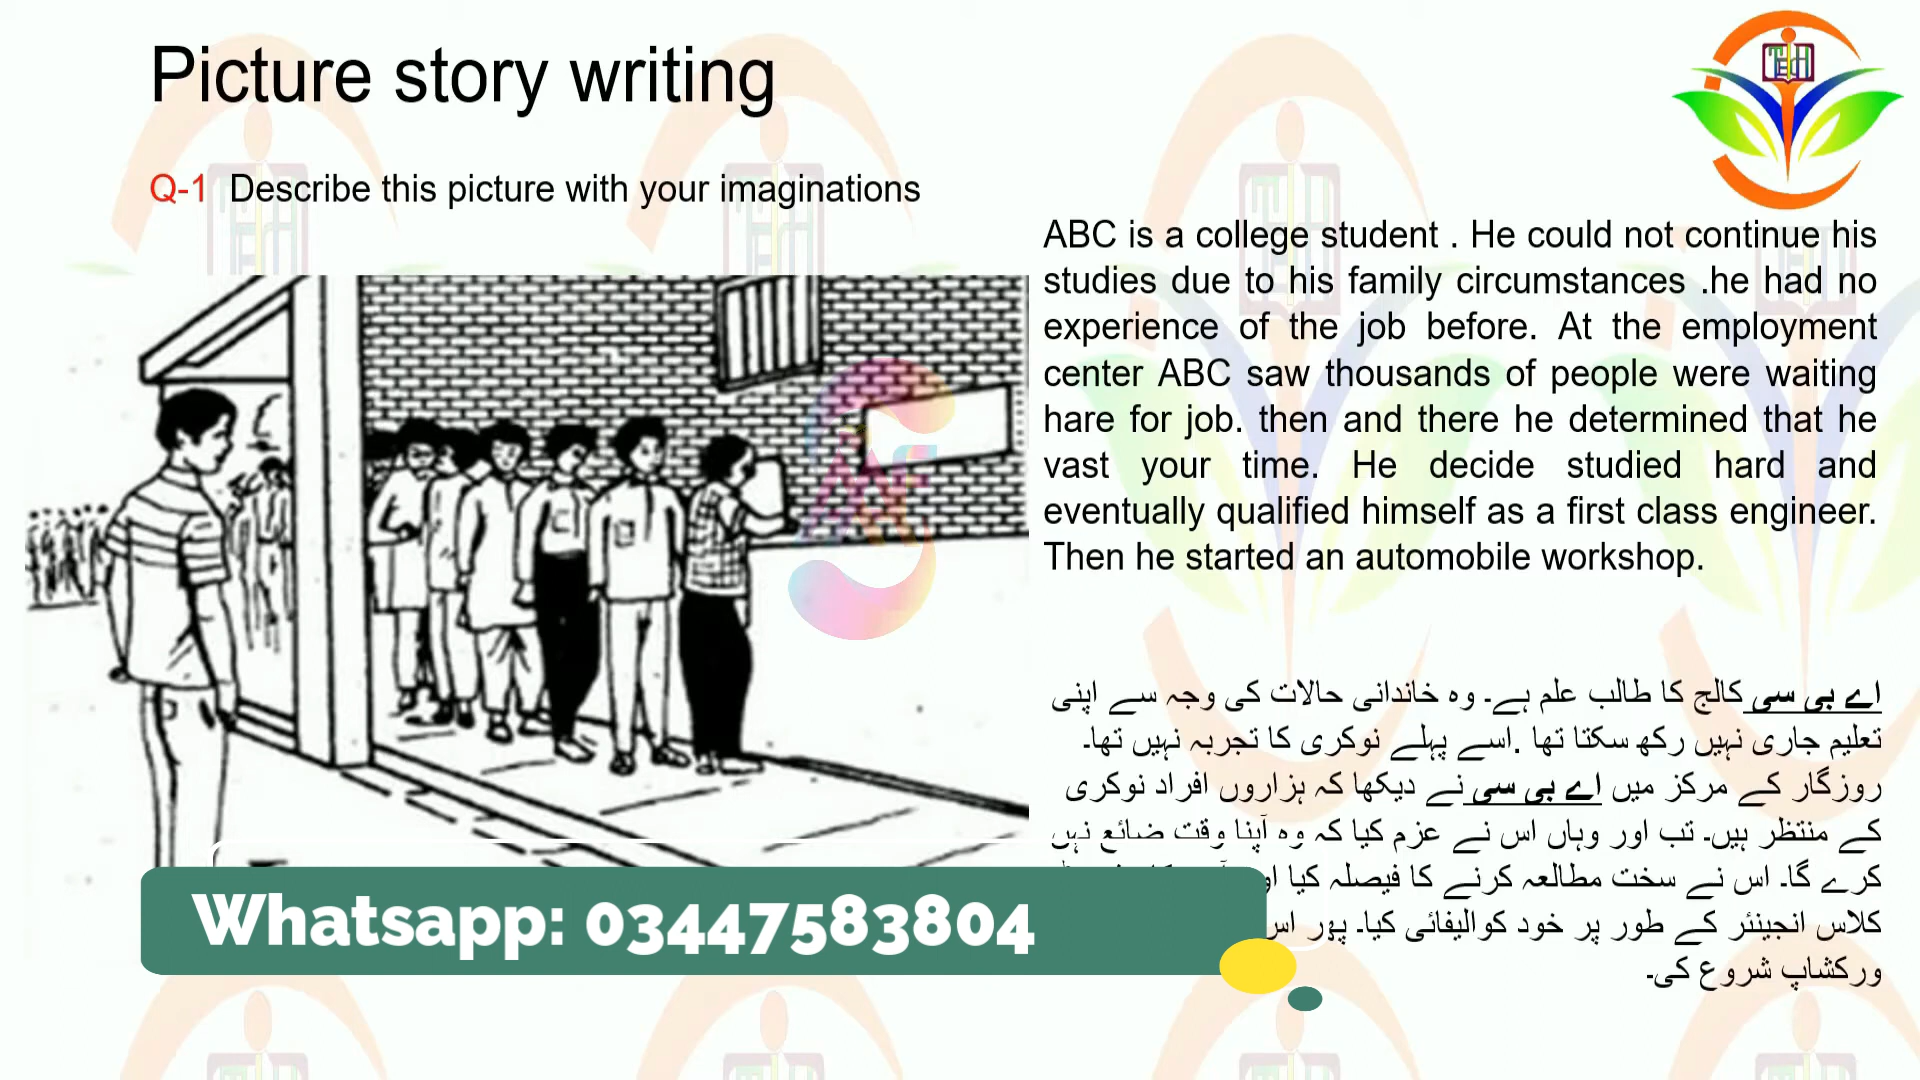 Picture story writing
Q-1 Describe this picture with your imaginations
ABC is a college student . He could not continue his
studies due to his family circumstances .he had no
experience of the job before. At the employment
center ABC saw thousands of people were waiting
hare for job. then and there he determined that he
vast your time. He decide studied hard and
eventually qualified himself as a first class engineer.
Then he started an automobile workshop.
اے بی سی کالج کا طالب علم ہے۔ وہ خاندانی حالات کی وجہ سے اپنی
تعلیم جاری نہیں رکھ سکتا تھا .اسے پہلے نوکری کا تجربہ نہیں تھا۔
روزگار کے مرکز میں اے بی سی نے دیکھا کہ ہزاروں افراد نوکری
کے منتظر ہیں۔ تب اور وہاں اس نے عزم کیا کہ وہ اپنا وقت ضائع نہں
کرے گا۔ اس نے سخت مطالعہ کرنے کا فیصلہ کیا
کلاس انجینئر کے طور پر خود کوالیفائی کیا۔ پھر اس
ورکشاپ شروع کی۔
Whatsapp: 03447583804